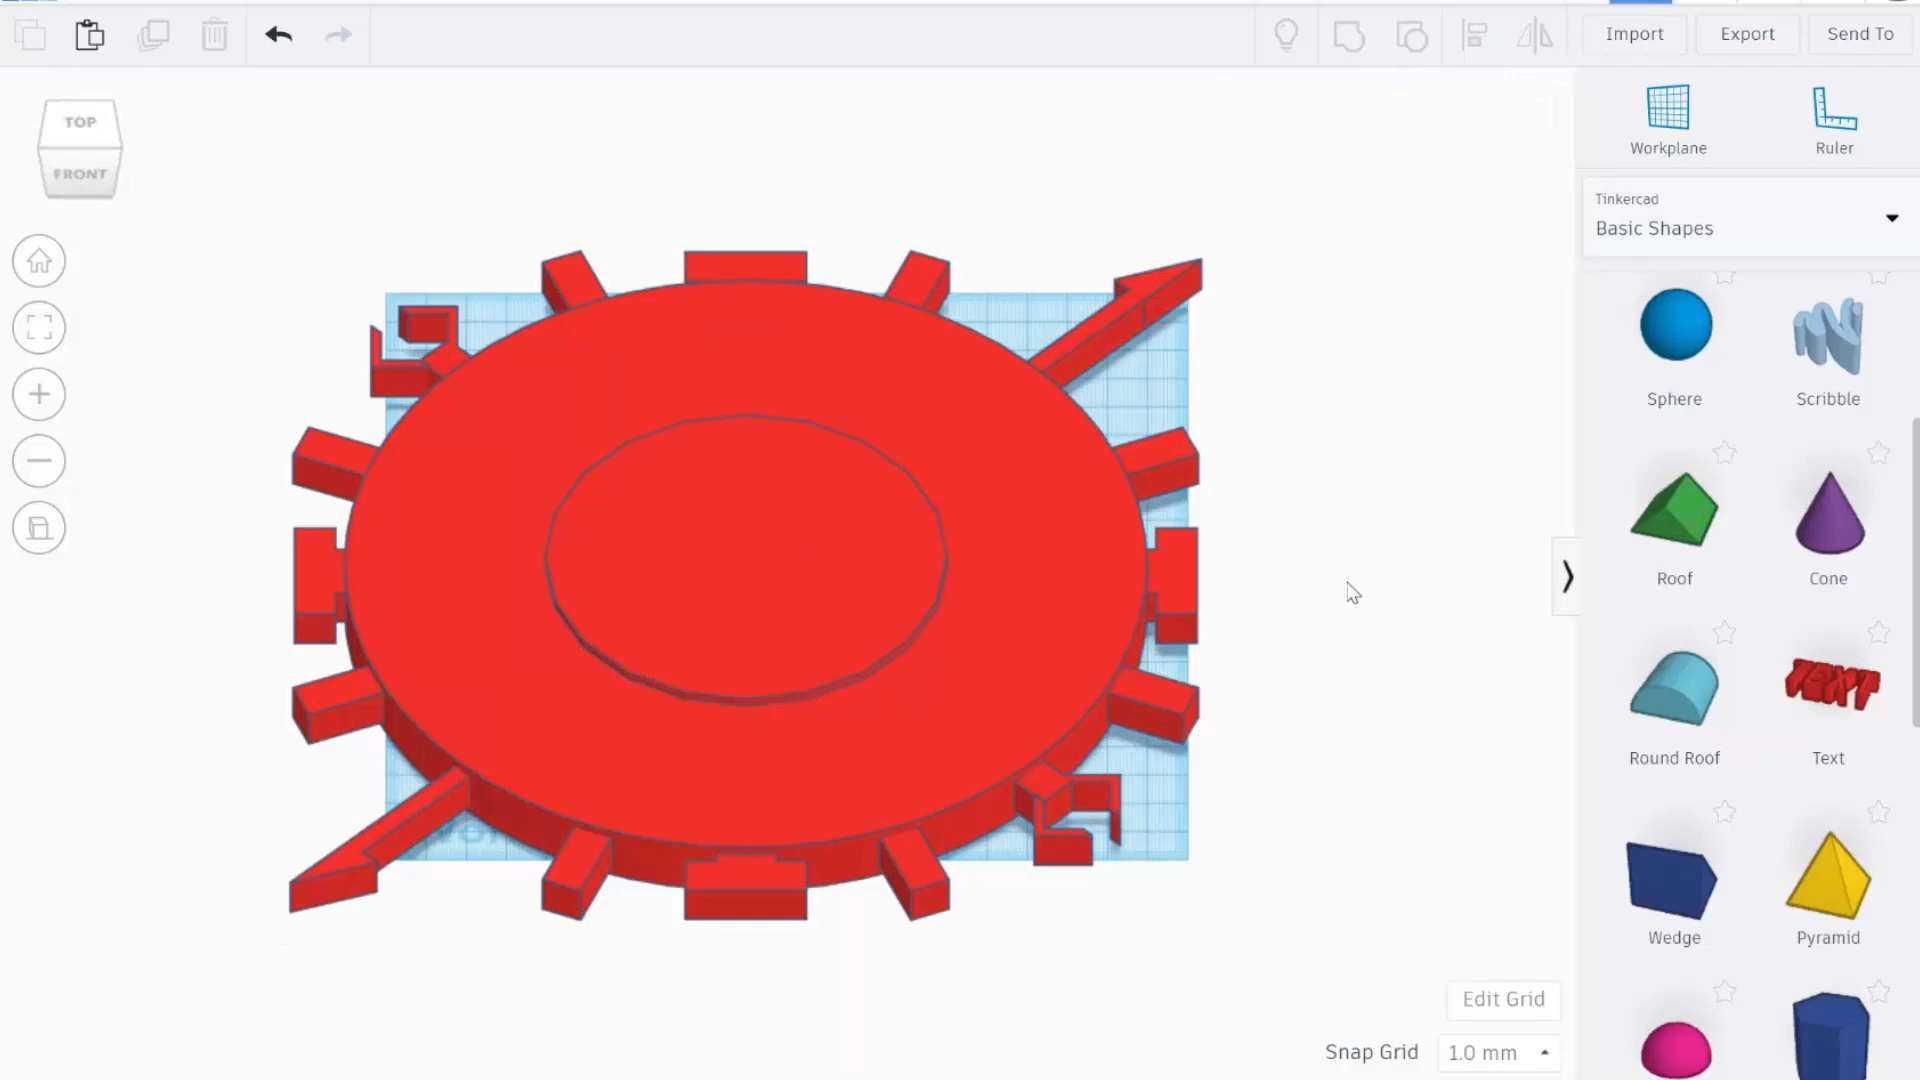 Import
Export
Send To
TOP
FRONT
Workplane
Ruler
Tinkercad
Basic Shapes
Sphere
Scribble
Roof
Cone
TEXT
Round Roof
Text
Wedge
Pyramid
Edit Grid
Snap Grid
1.0 mm